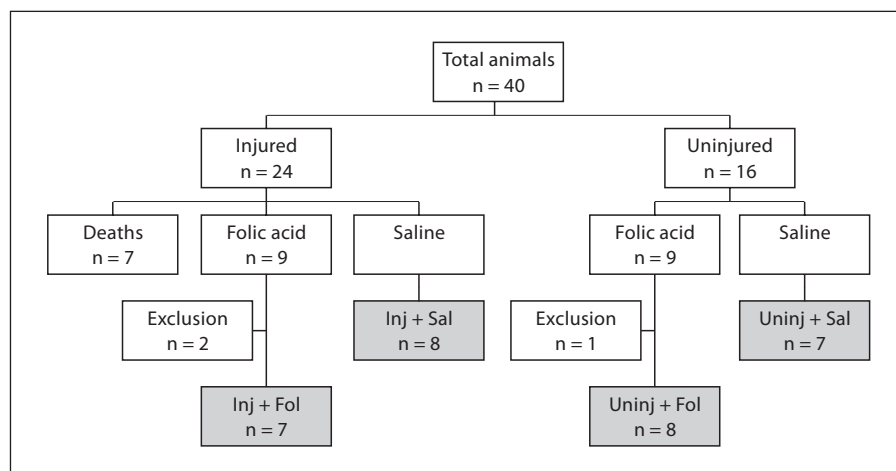 Total animals
n = 40
Injured
n = 24
Uninjured
n = 16
Deaths
n = 7
Folic acid
n = 9
Saline
Folic acid
n = 9
Saline
Exclusion
n = 2
Inj + Sal
n = 8
Exclusion
n = 1
Uninj + Sal
n = 7
Inj + Fol
n = 7
Uninj + Fol
n = 8